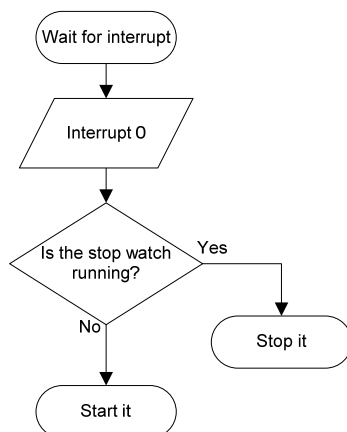 Wait for interrupt
Interrupt 0
Is the stop watch
running?
Yes
No
Stop it
Start it